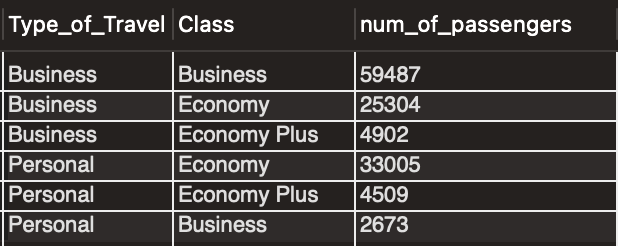 Type_of_Travel Class num_of_passengers
Business Business 59487
Business Economy 25304
Business Economy Plus 4902
Personal Economy 33005
Personal Economy Plus 4509
Personal Business 2673